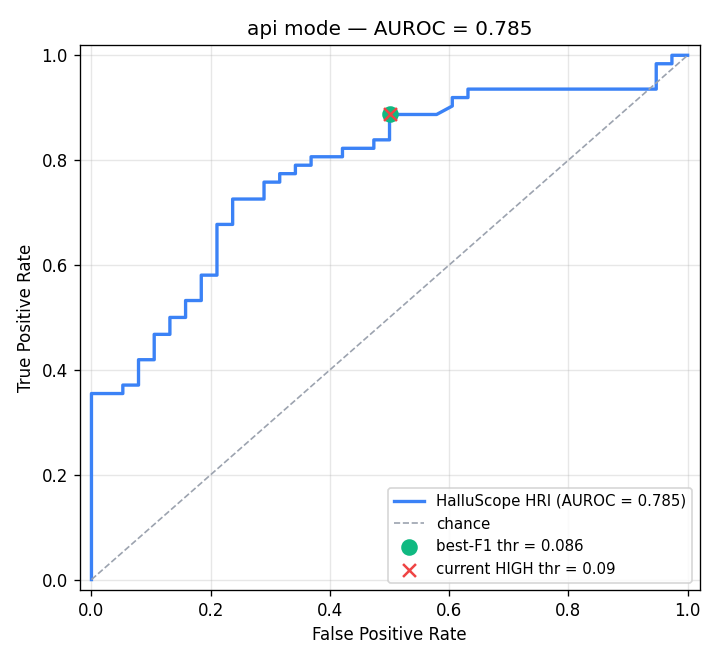 api mode — AUROC = 0.785
1.0
0.8
0.6
0.4
0.2
0.0
True Positive Rate
HalluScope HRI (AUROC = 0.785)
chance
best-F1 thr = 0.086
current HIGH thr = 0.09
0.0 0.2 0.4 0.6 0.8 1.0
False Positive Rate